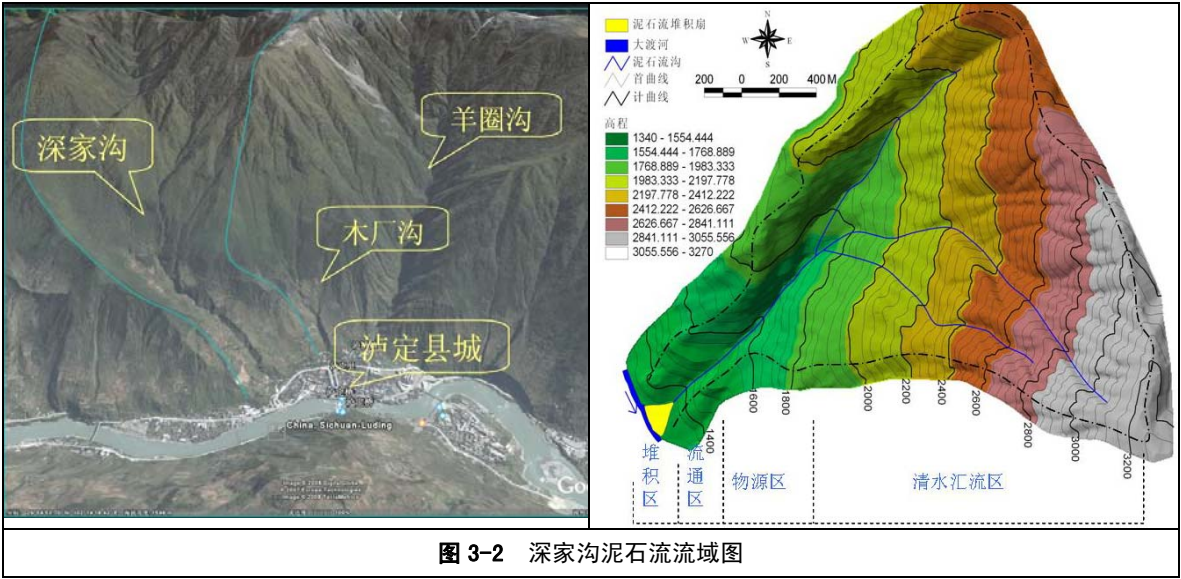 深家沟
羊圈沟
木厂沟
泸定县城
China, Sichuan-Luding
Goo
泥石流堆积扇
大渡河
泥石流沟
首曲线
计曲线
N
W
E
S
200 0 200 400 M
高程
1340 - 1554.444
1554.444 - 1768.889
1768.889 - 1983.333
1983.333 - 2197.778
2197.778 - 2412.222
2412.222 - 2626.667
2626.667 - 2841.111
2841.111 - 3055.556
3055.556 - 3270
1400
1600
1800
2000
2200
2400
2600
2800
3000
3200
堆积区
流通区
物源区
清水汇流区
图 3-2 深家沟泥石流流域图